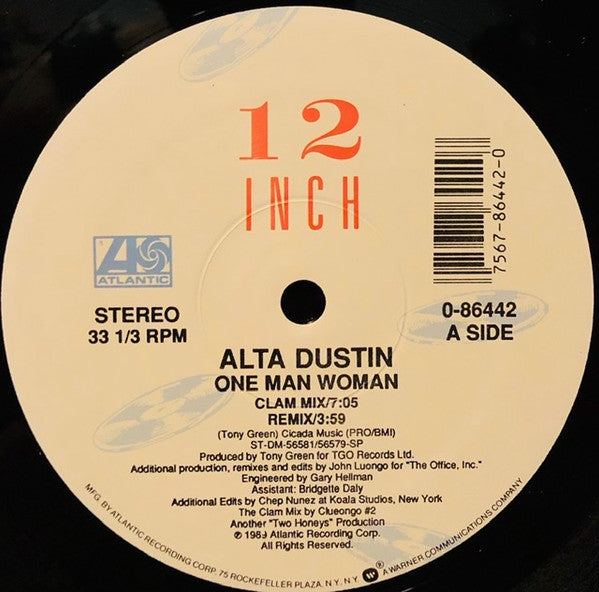 12
INCH
7567-86442-0
ATLANTIC
STEREO
33 1/3 RPM
0-86442
A SIDE
ALTA DUSTIN
ONE MAN WOMAN
CLAM MIX/7:05
REMIX/3:59
(Tony Green) Cicada Music (PRO/BMI)
ST-DM-56581/56579-SP
Produced by Tony Green for TGO Records Ltd.
Additional production, remixes and edits by John Luongo for "The Office, Inc."
Engineered by Gary Hellman
Assistant: Bridgette Daly
Additional Edits by Chep Nunez at Koala Studios, New York
The Clam Mix by Clueongo #2
Another "Two Honeys" Production
℗ 1989 Atlantic Recording Corp.
All Rights Reserved.
MFG. BY ATLANTIC RECORDING CORP. 75 ROCKEFELLER PLAZA, N.Y. N.Y. ® A WARNER COMMUNICATIONS COMPANY